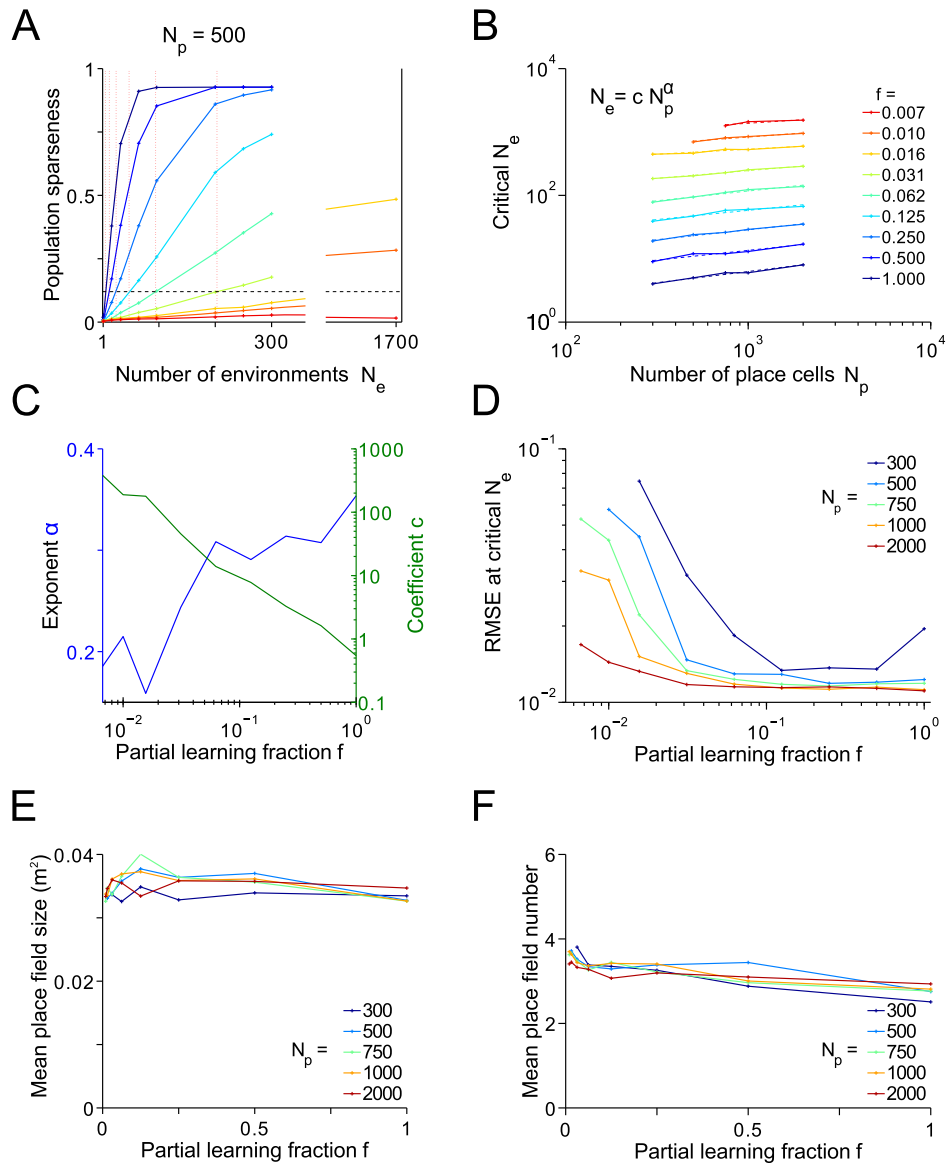 A
N_p = 500
Population sparseness
1
0.5
0
1
300
1700
Number of environments N_e
B
N_e = c N_p^α
Critical N_e
10^4
10^2
10^0
10^2
10^3
10^4
Number of place cells N_p
f =
0.007
0.010
0.016
0.031
0.062
0.125
0.250
0.500
1.000
C
Exponent α
0.4
0.2
Coefficient c
1000
100
10
1
0.1
10^-2
10^-1
10^0
Partial learning fraction f
D
RMSE at critical N_e
10^-1
10^-2
10^-2
10^-1
10^0
Partial learning fraction f
N_p =
300
500
750
1000
2000
E
Mean place field size (m²)
0.04
0.02
0
0
0.5
1
Partial learning fraction f
N_p =
300
500
750
1000
2000
F
Mean place field number
6
4
2
0
0
0.5
1
Partial learning fraction f
N_p =
300
500
750
1000
2000